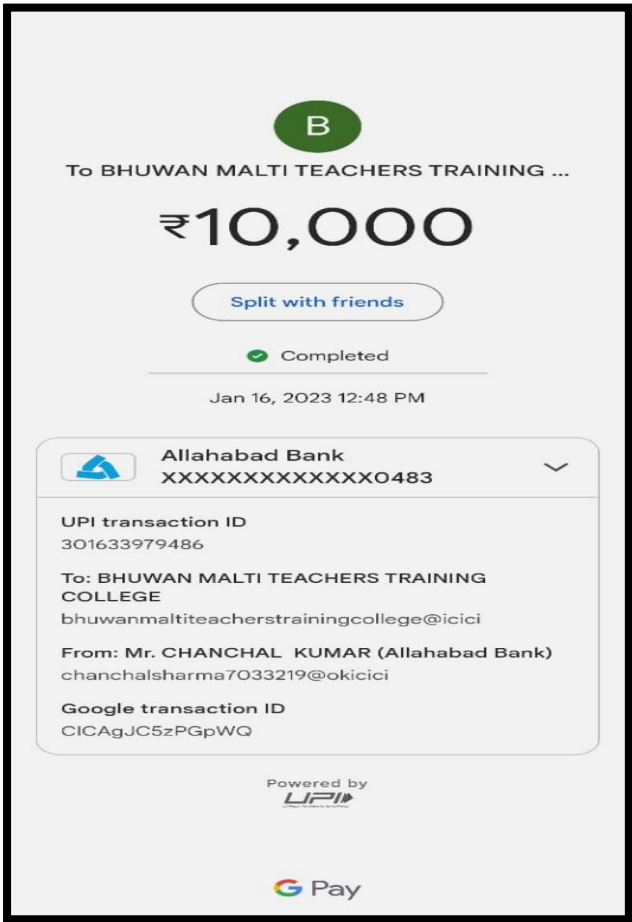 B
To BHUWAN MALTI TEACHERS TRAINING ...
₹10,000
Split with friends
Completed
Jan 16, 2023 12:48 PM
Allahabad Bank
XXXXXXXXXXXXX0483
UPI transaction ID
301633979486
To: BHUWAN MALTI TEACHERS TRAINING
COLLEGE
bhuwanmaltiteacherstrainingcollege@icici
From: Mr. CHANCHAL KUMAR (Allahabad Bank)
chanchalsharma7033219@okicici
Google transaction ID
CICAgJC5zPGpWQ
Powered by
UPI
G Pay